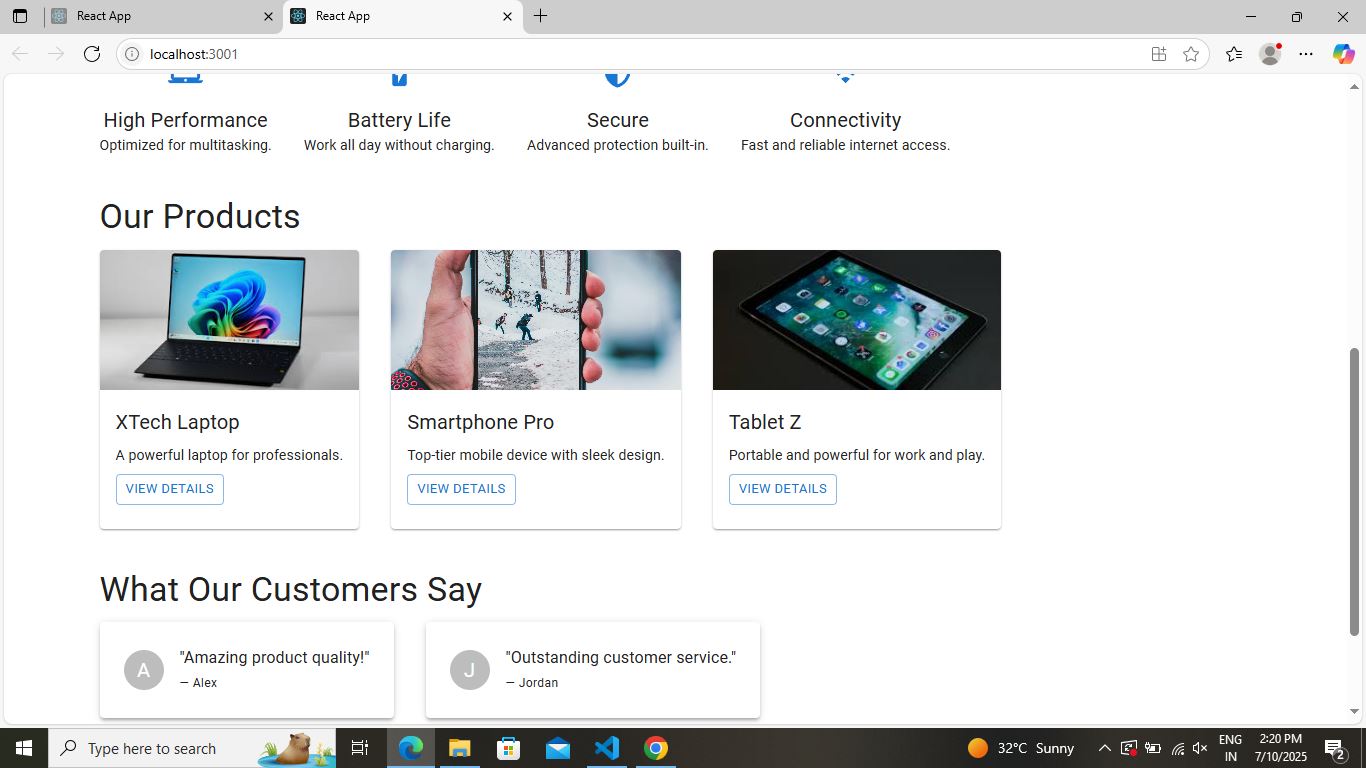 React App
React App
localhost:3001
High Performance
Battery Life
Secure
Connectivity
Optimized for multitasking.
Work all day without charging.
Advanced protection built-in.
Fast and reliable internet access.
Our Products
XTech Laptop
Smartphone Pro
Tablet Z
A powerful laptop for professionals.
Top-tier mobile device with sleek design.
Portable and powerful for work and play.
VIEW DETAILS
VIEW DETAILS
VIEW DETAILS
What Our Customers Say
A
"Amazing product quality!"
— Alex
J
"Outstanding customer service."
— Jordan
Type here to search
32°C Sunny
ENG
IN
2:20 PM
7/10/2025
2